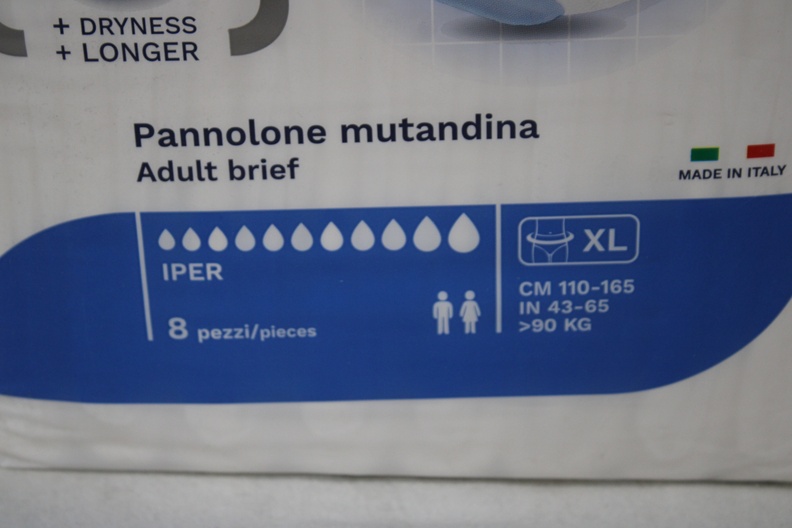 + DRYNESS
+ LONGER
Pannolone mutandina
Adult brief
MADE IN ITALY
IPER
8 pezzi/pieces
XL
CM 110-165
IN 43-65
>90 KG